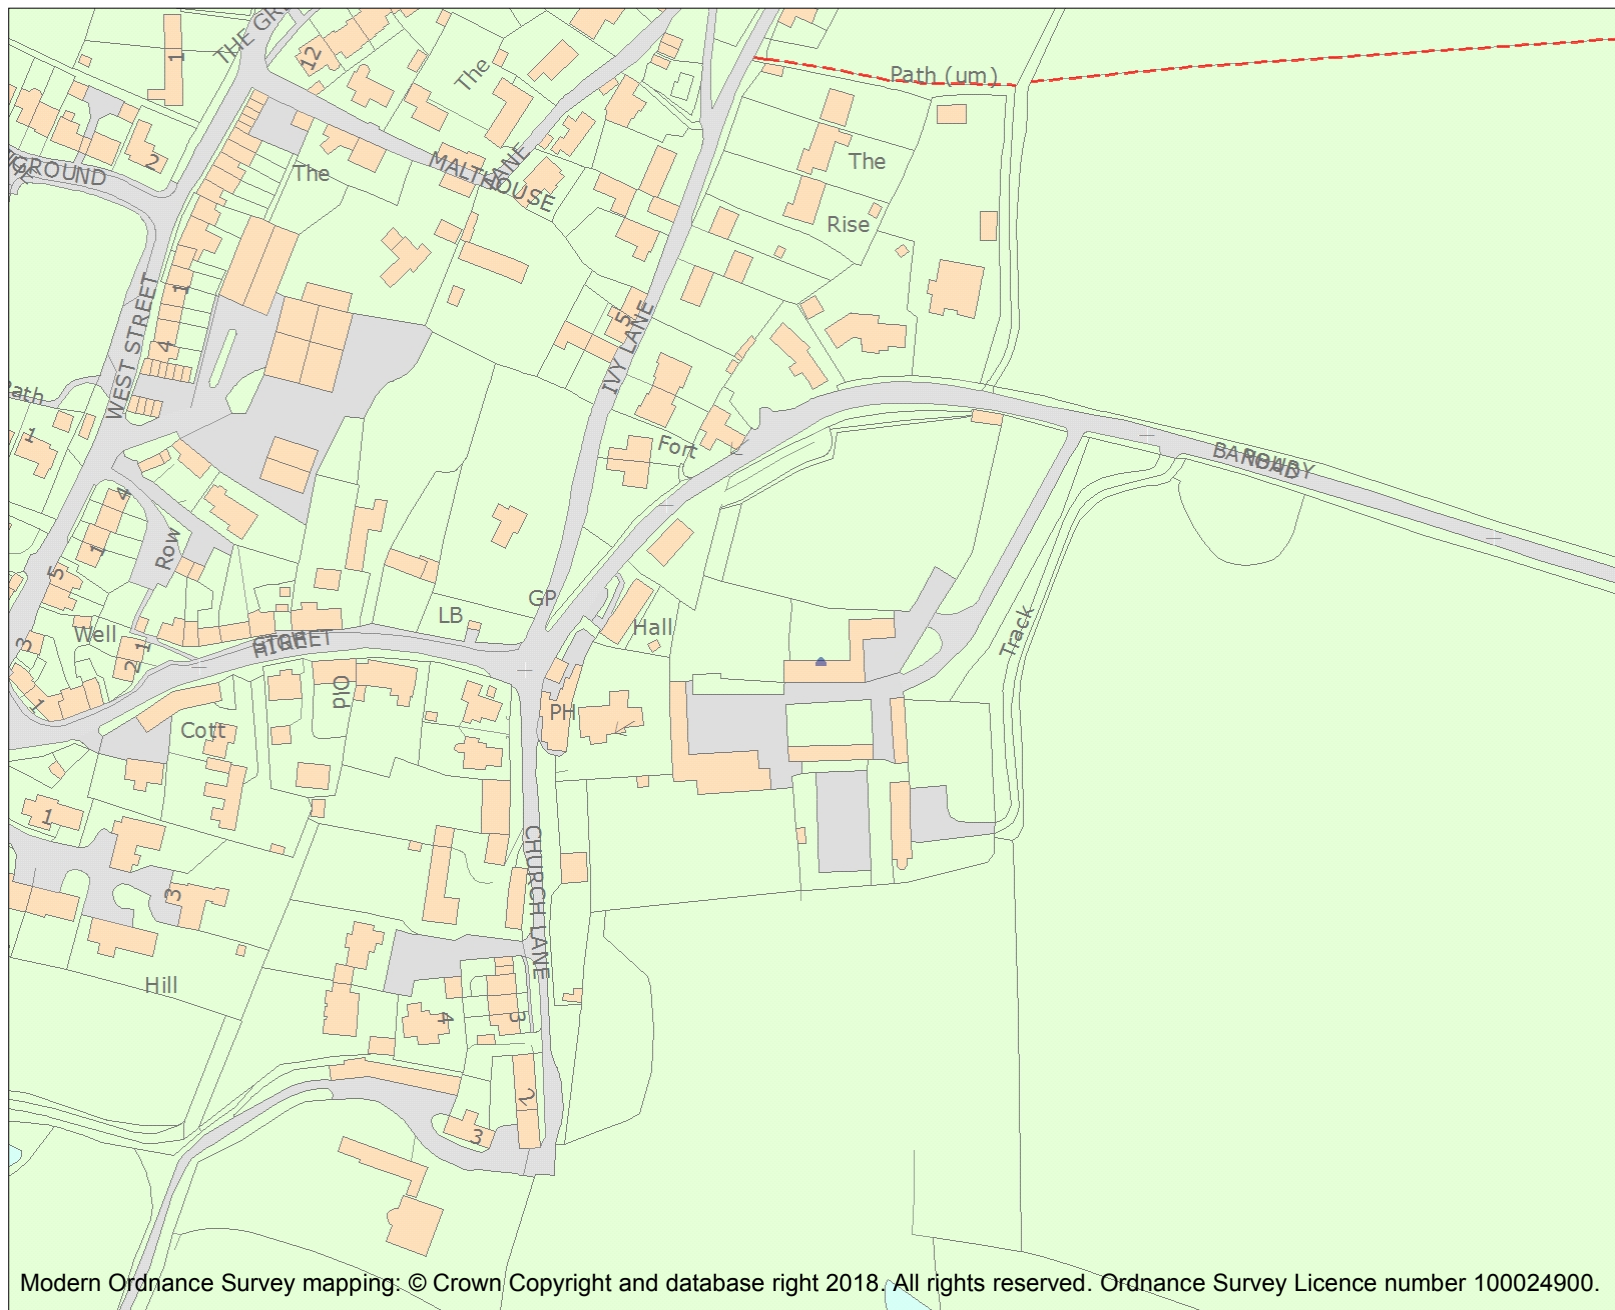 THE GR
12
1
The
Path (um)
2
GROUND
The
MALTHOUSE
LANE
The
Rise
1
WEST STREET
4
5
IVY LANE
Path
1
Fort
BANBURY
ROAD
4
1
Row
5
GP
LB
Hall
Track
3
Well
2 1
HIGH
STREET
1
Old
PH
Cott
1
CHURCH LANE
3
Hill
4
3
2
3
Modern Ordnance Survey mapping: © Crown Copyright and database right 2018. All rights reserved. Ordnance Survey Licence number 100024900.